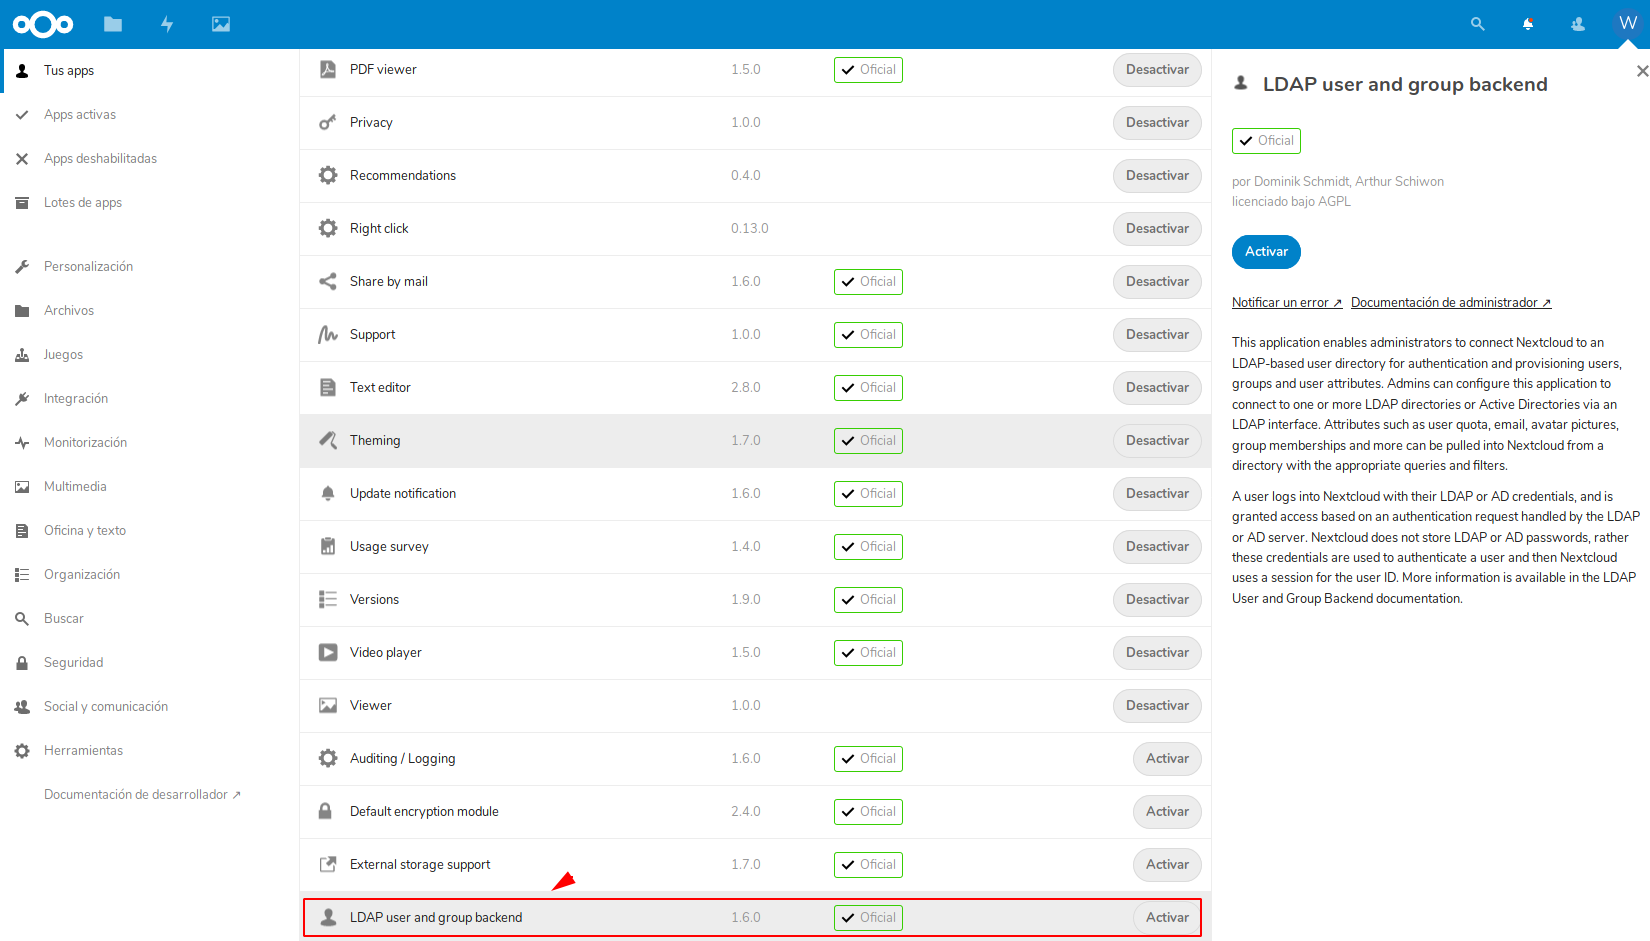 W
Tus apps
Apps activas
Apps deshabilitadas
Lotes de apps
Personalización
Archivos
Juegos
Integración
Monitorización
Multimedia
Oficina y texto
Organización
Buscar
Seguridad
Social y comunicación
Herramientas
Documentación de desarrollador ↗
PDF viewer 1.5.0 Oficial Desactivar
Privacy 1.0.0 Desactivar
Recommendations 0.4.0 Desactivar
Right click 0.13.0 Desactivar
Share by mail 1.6.0 Oficial Desactivar
Support 1.0.0 Oficial Desactivar
Text editor 2.8.0 Oficial Desactivar
Theming 1.7.0 Oficial Desactivar
Update notification 1.6.0 Oficial Desactivar
Usage survey 1.4.0 Oficial Desactivar
Versions 1.9.0 Oficial Desactivar
Video player 1.5.0 Oficial Desactivar
Viewer 1.0.0 Desactivar
Auditing / Logging 1.6.0 Oficial Activar
Default encryption module 2.4.0 Oficial Activar
External storage support 1.7.0 Oficial Activar
LDAP user and group backend 1.6.0 Oficial Activar
LDAP user and group backend
Oficial
por Dominik Schmidt, Arthur Schiwon
licenciado bajo AGPL
Activar
Notificar un error ↗ Documentación de administrador ↗
This application enables administrators to connect Nextcloud to an
LDAP-based user directory for authentication and provisioning users,
groups and user attributes. Admins can configure this application to
connect to one or more LDAP directories or Active Directories via an
LDAP interface. Attributes such as user quota, email, avatar pictures,
group memberships and more can be pulled into Nextcloud from a
directory with the appropriate queries and filters.
A user logs into Nextcloud with their LDAP or AD credentials, and is
granted access based on an authentication request handled by the LDAP
or AD server. Nextcloud does not store LDAP or AD passwords, rather
these credentials are used to authenticate a user and then Nextcloud
uses a session for the user ID. More information is available in the LDAP
User and Group Backend documentation.